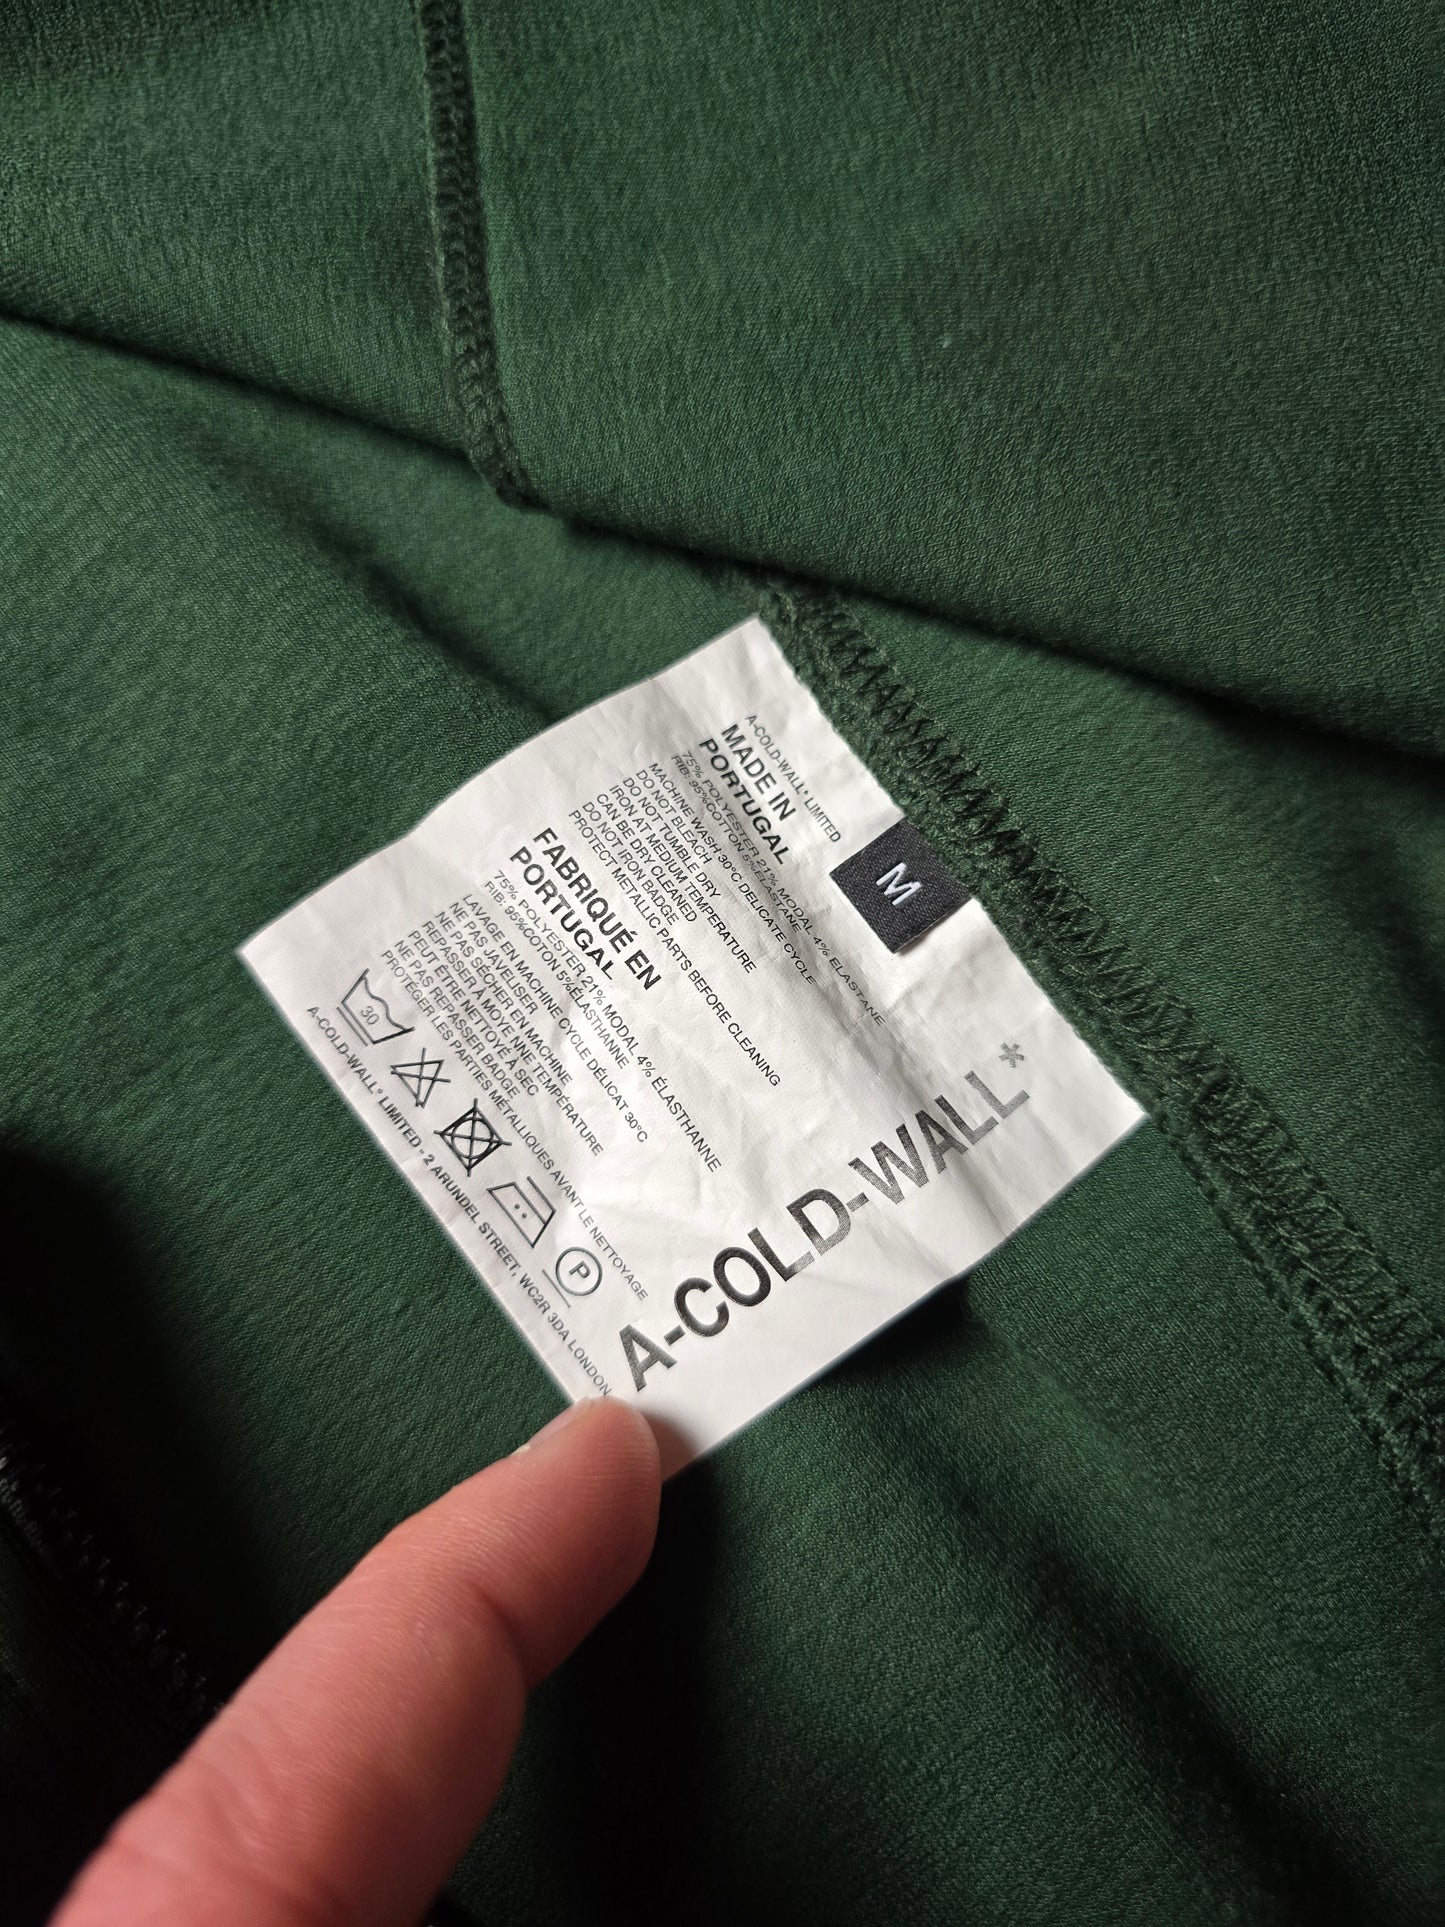 A-COLD-WALL* LIMITED
MADE IN
PORTUGAL
75% POLYESTER 21% MODAL 4% ELASTANE
RIB: 95%COTTON 5%ELASTANE
MACHINE WASH 30°C DELICATE CYCLE
DO NOT BLEACH
DO NOT TUMBLE DRY
IRON AT MEDIUM TEMPERATURE
CAN BE DRY CLEANED
DO NOT IRON BADGE
PROTECT METALLIC PARTS BEFORE CLEANING
FABRIQUÉ EN
PORTUGAL
75% POLYESTER 21% MODAL 4% ÉLASTHANNE
RIB: 95%COTON 5%ÉLASTHANNE
LAVAGE EN MACHINE CYCLE DÉLICAT 30°C
NE PAS JAVELISER
NE PAS SÉCHER EN MACHINE
REPASSER À MOYE NNE TEMPÉRATURE
PEUT ÊTRE NETTOYÉ À SEC
NE PAS REPASSER BADGE
PROTÉGER LES PARTIES MÉTALLIQUES AVANT LE NETTOYAGE
30
P
A-COLD-WALL* LIMITED - 2 ARUNDEL STREET, WC2R 3DA LONDON
M
A-COLD-WALL*